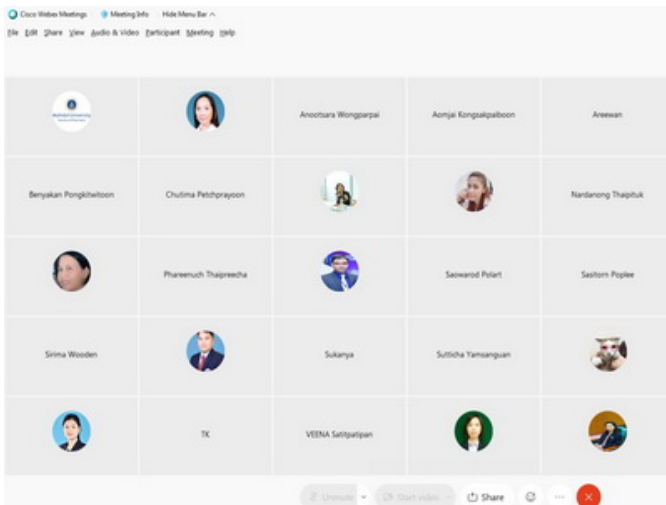 Cisco Webex Meetings Meeting Info Hide Menu Bar
File Edit Share View Audio & Video Participant Meeting Help
Anootsara Wongparpai Aomjai Kongsakpaiboon Areewan
Benyakan Pongkitwitoon Chutima Petchprayoon Nardanong Thaipituk
Phareenuch Thaipreecha Saowarod Polart Sasitorn Poplee
Sirima Wooden Sukanya Sutticha Yamsanguan
TK VEENA Satitpatipan
Unmute Start video Share